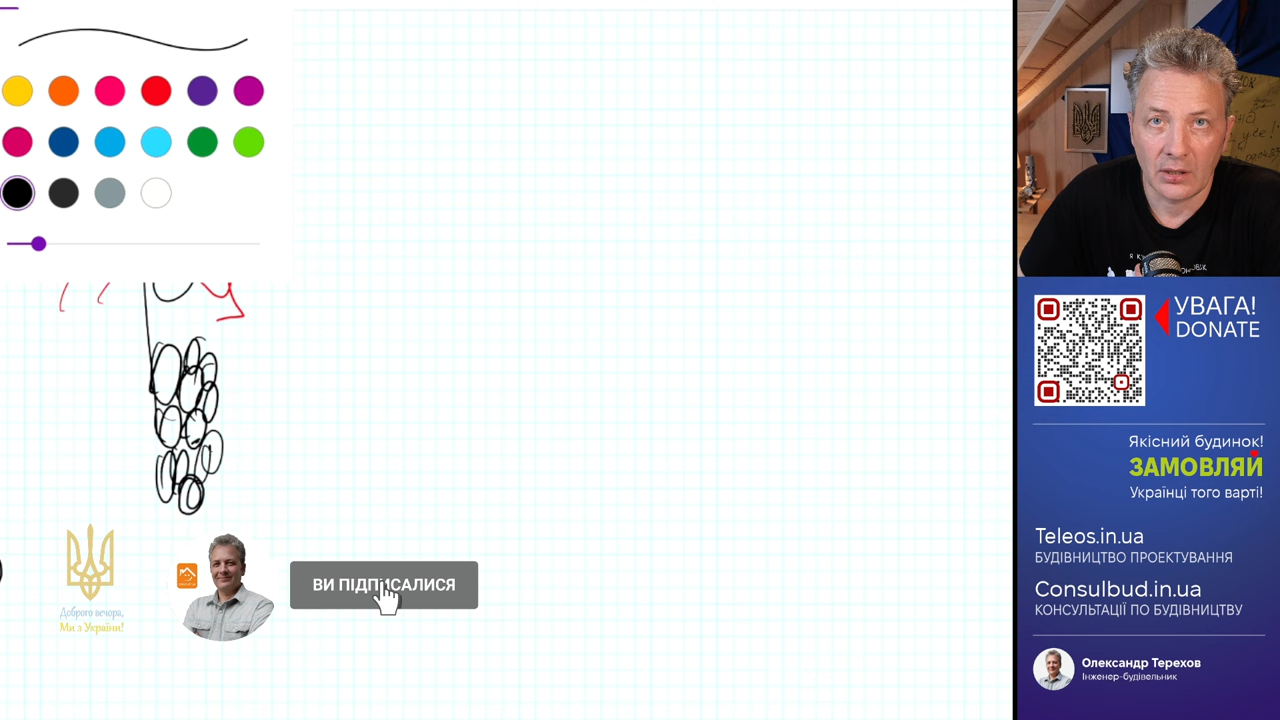 Доброго вечора,
Ми з України!
ВИ ПІДПИСАЛИСЯ
УВАГА!
DONATE
Якісний будинок!
ЗАМОВЛЯЙ
Українці того варті!
Teleos.in.ua
БУДІВНИЦТВО ПРОЕКТУВАННЯ
Consulbud.in.ua
КОНСУЛЬТАЦІЇ ПО БУДІВНИЦТВУ
Олександр Терехов
Інженер-будівельник